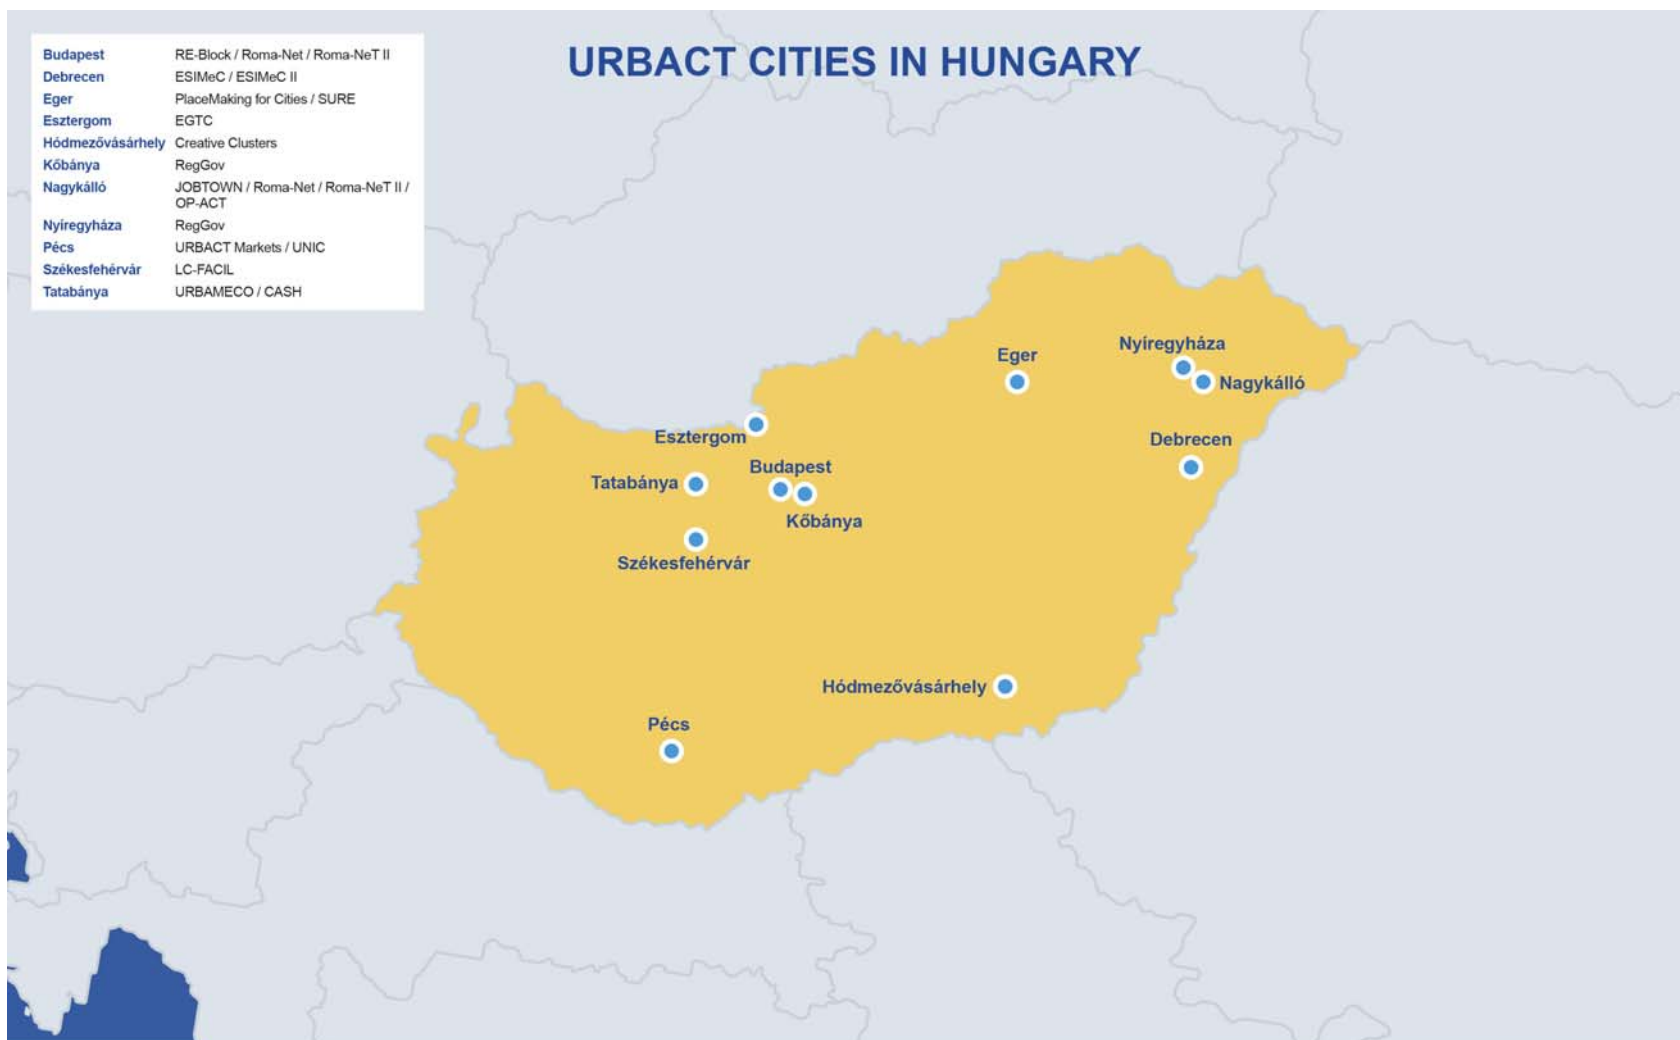 URBACT CITIES IN HUNGARY
Budapest RE-Block / Roma-Net / Roma-NeT II
Debrecen ESIMeC / ESIMeC II
Eger PlaceMaking for Cities / SURE
Esztergom EGTC
Hódmezővásárhely Creative Clusters
Kőbánya RegGov
Nagykálló JOBTOWN / Roma-Net / Roma-NeT II /
OP-ACT
Nyíregyháza RegGov
Pécs URBACT Markets / UNIC
Székesfehérvár LC-FACIL
Tatabánya URBAMECO / CASH
Nyíregyháza
Eger
Nagykálló
Esztergom
Debrecen
Budapest
Tatabánya
Kőbánya
Székesfehérvár
Hódmezővásárhely
Pécs